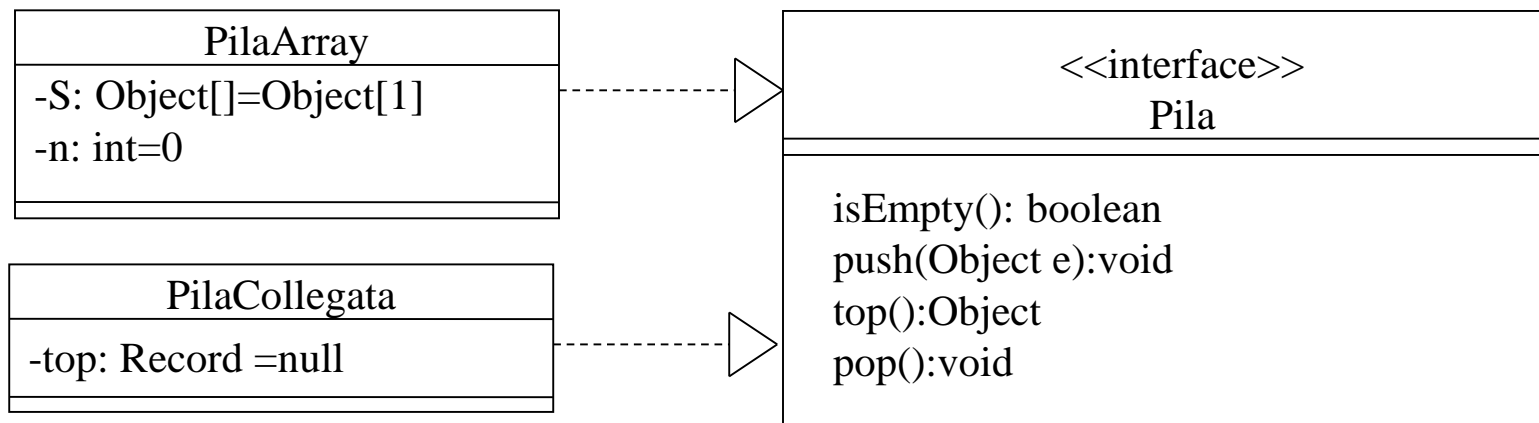 PilaArray
-S: Object[]=Object[1]
-n: int=0
PilaCollegata
-top: Record =null
<<interface>>
Pila
isEmpty(): boolean
push(Object e):void
top():Object
pop():void